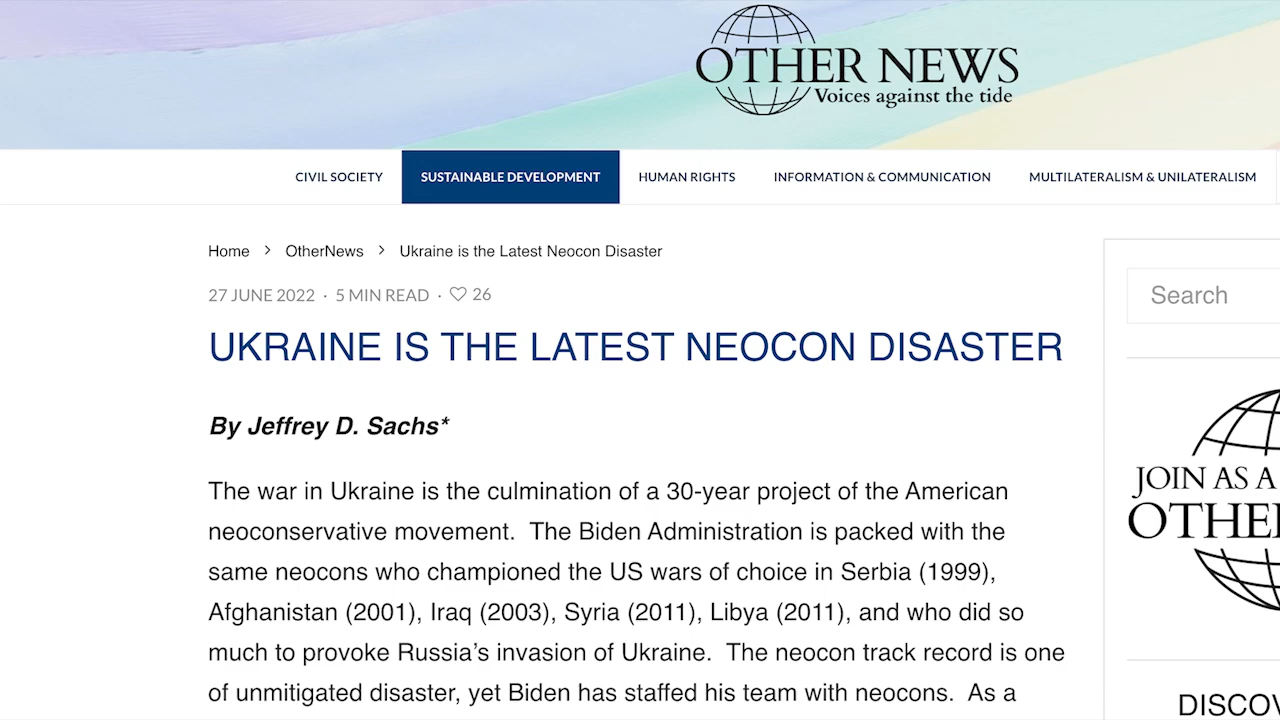 OTHER NEWS
Voices against the tide
CIVIL SOCIETY
SUSTAINABLE DEVELOPMENT
HUMAN RIGHTS
INFORMATION & COMMUNICATION
MULTILATERALISM & UNILATERALISM
Home > OtherNews > Ukraine is the Latest Neocon Disaster
27 JUNE 2022 · 5 MIN READ · 26
UKRAINE IS THE LATEST NEOCON DISASTER
By Jeffrey D. Sachs*
The war in Ukraine is the culmination of a 30-year project of the American
neoconservative movement.  The Biden Administration is packed with the
same neocons who championed the US wars of choice in Serbia (1999),
Afghanistan (2001), Iraq (2003), Syria (2011), Libya (2011), and who did so
much to provoke Russia’s invasion of Ukraine.  The neocon track record is one
of unmitigated disaster, yet Biden has staffed his team with neocons.  As a
Search
JOIN AS A